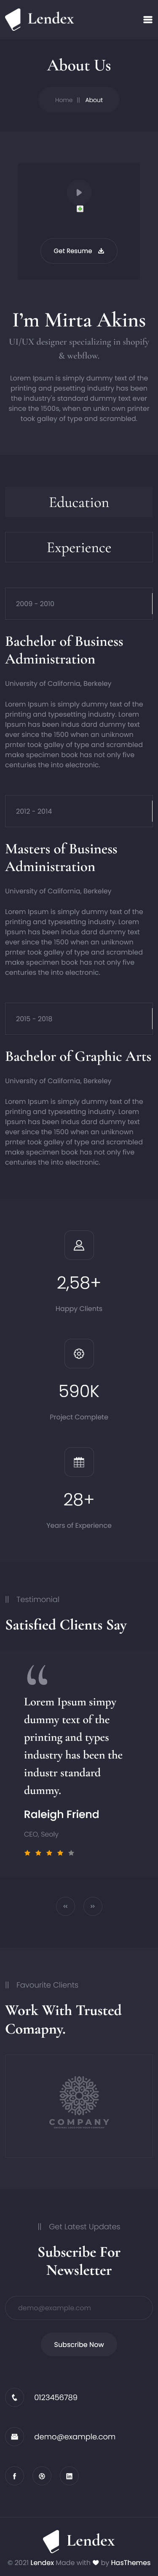 Lendex
About Us
Home || About
Get Resume
I'm Mirta Akins
UI/UX designer specializing in shopify
& webflow.
Lorem Ipsum is simply dummy text of the
printing and pesetting industry has been
the industry's standard dummy text ever
since the 1500s, when an unkn own printer
took galley of type and scrambled.
Education
Experience
2009 - 2010
Bachelor of Business
Administration
University of California, Berkeley
Lorem Ipsum is simply dummy text of the
printing and typesetting industry. Lorem
Ipsum has been indus dard dummy text
ever since the 1500 when an unknown
pmter took galley of type and scrambled
make specimen book has not only five
centuries the into electronic.
2012 - 2014
Masters of Business
Administration
University of California, Berkeley
Lorem Ipsum is simply dummy text of the
printing and typesetting industry. Lorem
Ipsum has been indus dard dummy text
ever since the 1500 when an unknown
pmter took galley of type and scrambled
make specimen book has not only five
centuries the into electronic.
2015 - 2018
Bachelor of Graphic Arts
University of California, Berkeley
Lorem Ipsum is simply dummy text of the
printing and typesetting industry. Lorem
Ipsum has been indus dard dummy text
ever since the 1500 when an unknown
pmter took galley of type and scrambled
make specimen book has not only five
centuries the into electronic.
2,58+
Happy Clients
590K
Project Complete
28+
Years of Experience
|| Testimonial
Satisfied Clients Say
“
Lorem Ipsum simpy
dummy text of the
printing and types
industry has been the
industr standard
dummy.
Raleigh Friend
CEO, Seoly
|| Favourite Clients
Work With Trusted
Comapny.
COMPANY
|| Get Latest Updates
Subscribe For
Newsletter
demo@example.com
Subscribe Now
0123456789
demo@example.com
Lendex
© 2021 Lendex Made with ❤ by HasThemes